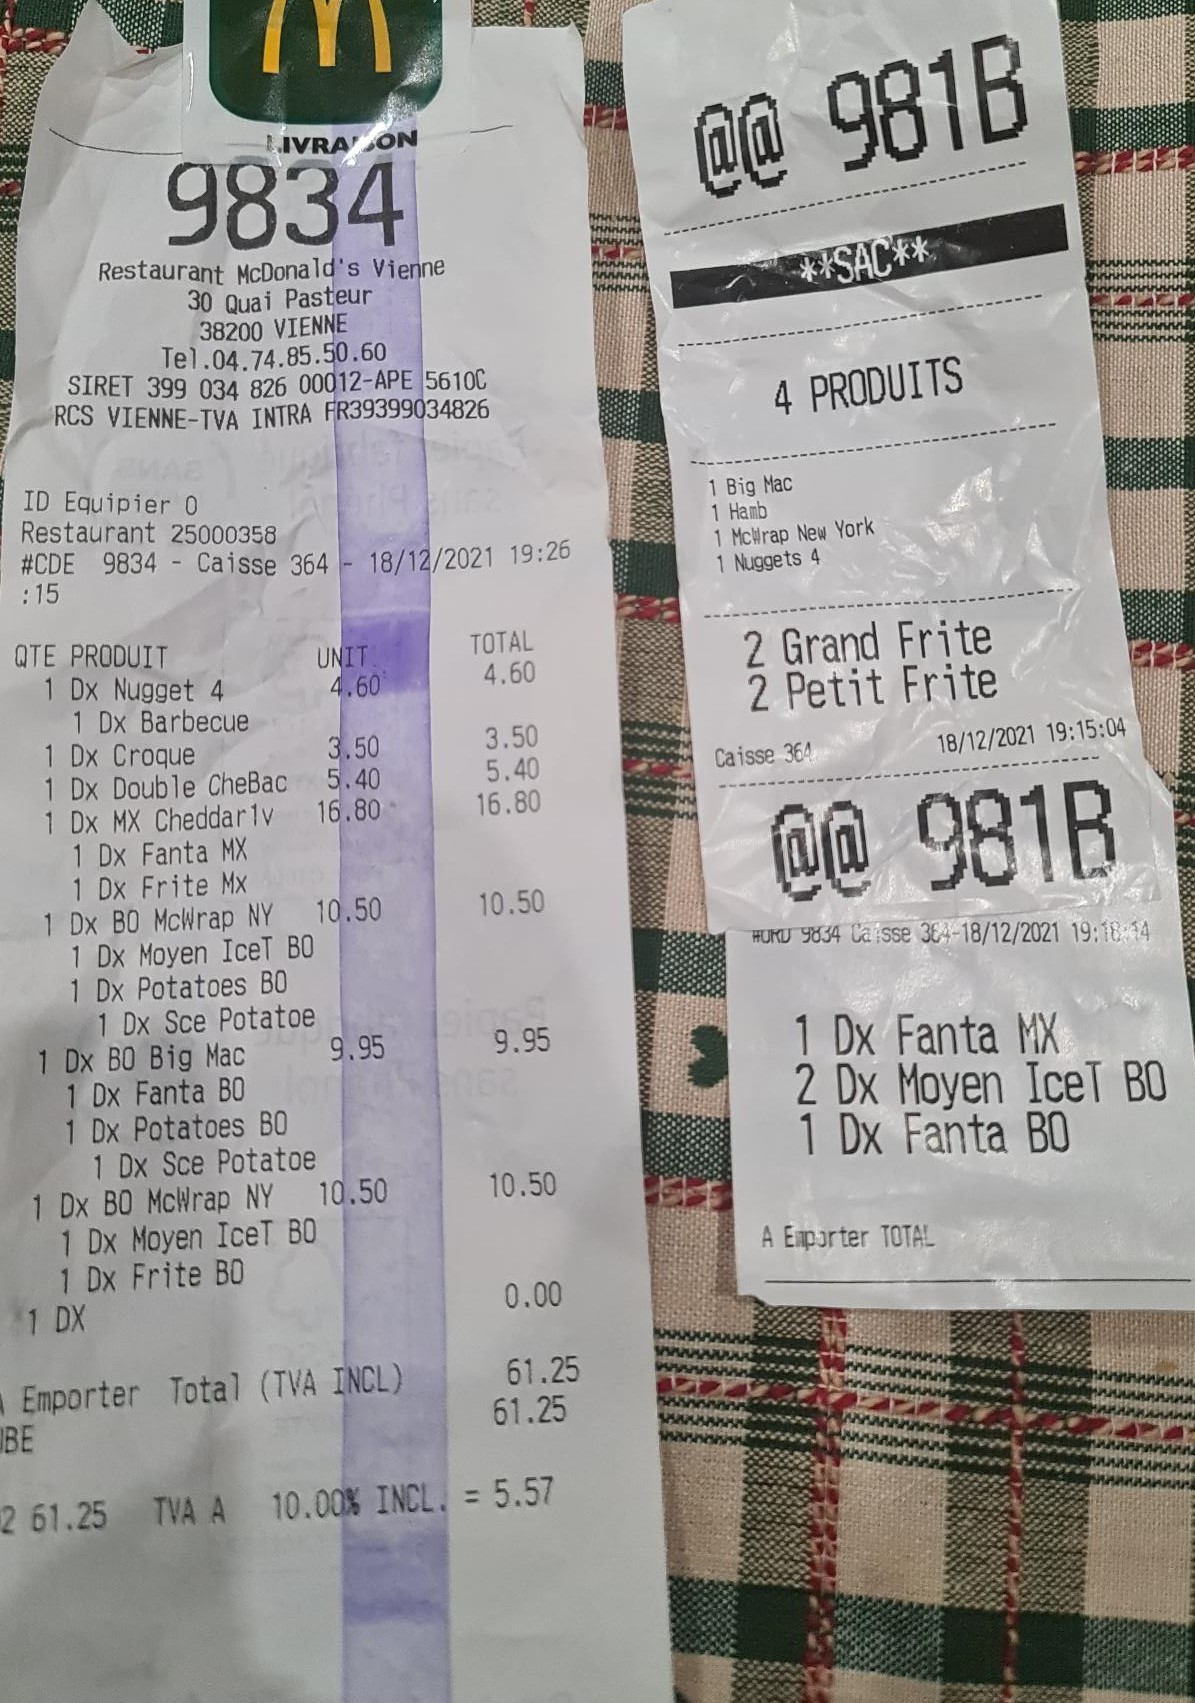 LIVRAISON
9834
Restaurant McDonald's Vienne
30 Quai Pasteur
38200 VIENNE
Tel.04.74.85.50.60
SIRET 399 034 826 00012-APE 5610C
RCS VIENNE-TVA INTRA FR39399034826
ID Equipier 0
Restaurant 25000358
#CDE 9834 - Caisse 364 - 18/12/2021 19:26
:15
QTE PRODUIT UNIT TOTAL
1 Dx Nugget 4 4.60 4.60
1 Dx Barbecue
1 Dx Croque 3.50 3.50
1 Dx Double CheBac 5.40 5.40
1 Dx MX Cheddar1v 16.80 16.80
1 Dx Fanta MX
1 Dx Frite Mx
1 Dx BO McWrap NY 10.50 10.50
1 Dx Moyen IceT BO
1 Dx Potatoes BO
1 Dx Sce Potatoe
1 Dx BO Big Mac 9.95 9.95
1 Dx Fanta BO
1 Dx Potatoes BO
1 Dx Sce Potatoe
1 Dx BO McWrap NY 10.50 10.50
1 Dx Moyen IceT BO
1 Dx Frite BO
1 DX 0.00
Emporter Total (TVA INCL) 61.25
UBE 61.25
2 61.25 TVA A 10.00% INCL. = 5.57
@@ 981B
**SAC**
4 PRODUITS
1 Big Mac
1 Hamb
1 McWrap New York
1 Nuggets 4
2 Grand Frite
2 Petit Frite
Caisse 364 18/12/2021 19:15:04
@@ 981B
9834 Caisse 364-18/12/2021
1 Dx Fanta MX
2 Dx Moyen IceT BO
1 Dx Fanta BO
A Emporter TOTAL